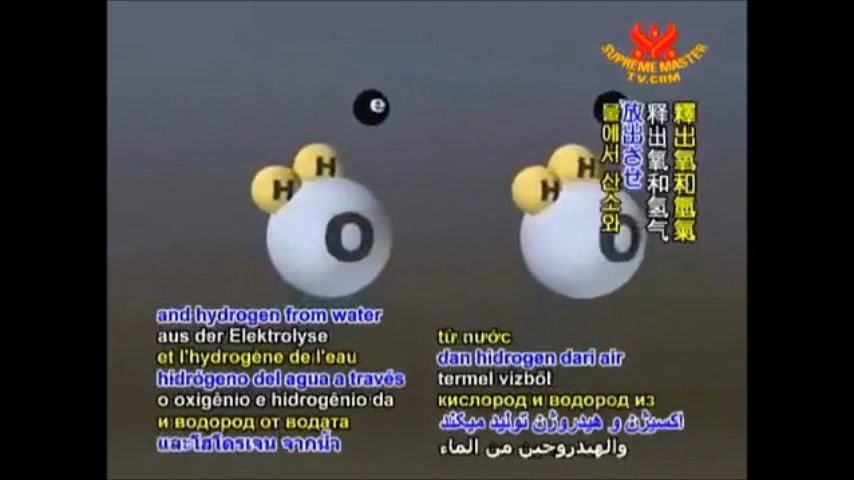 SUPREME MASTER
TV.COM
e
H
H
O
H
H
O
釋出氧和氫氣
释出氧和氢气
放出させ
물에서 산소와
and hydrogen from water
aus der Elektrolyse
et l'hydrogéne de l'eau
hidrógeno del agua a través
o oxigênio e hidrogênio da
и водород от водата
และไฮโดรเจน จากน้ำ
từ nước
dan hidrogen dari air
termel vízből
кислород и водород из
اکسیژن و هیدروژن تولید میکند
والهيدروجين من الماء